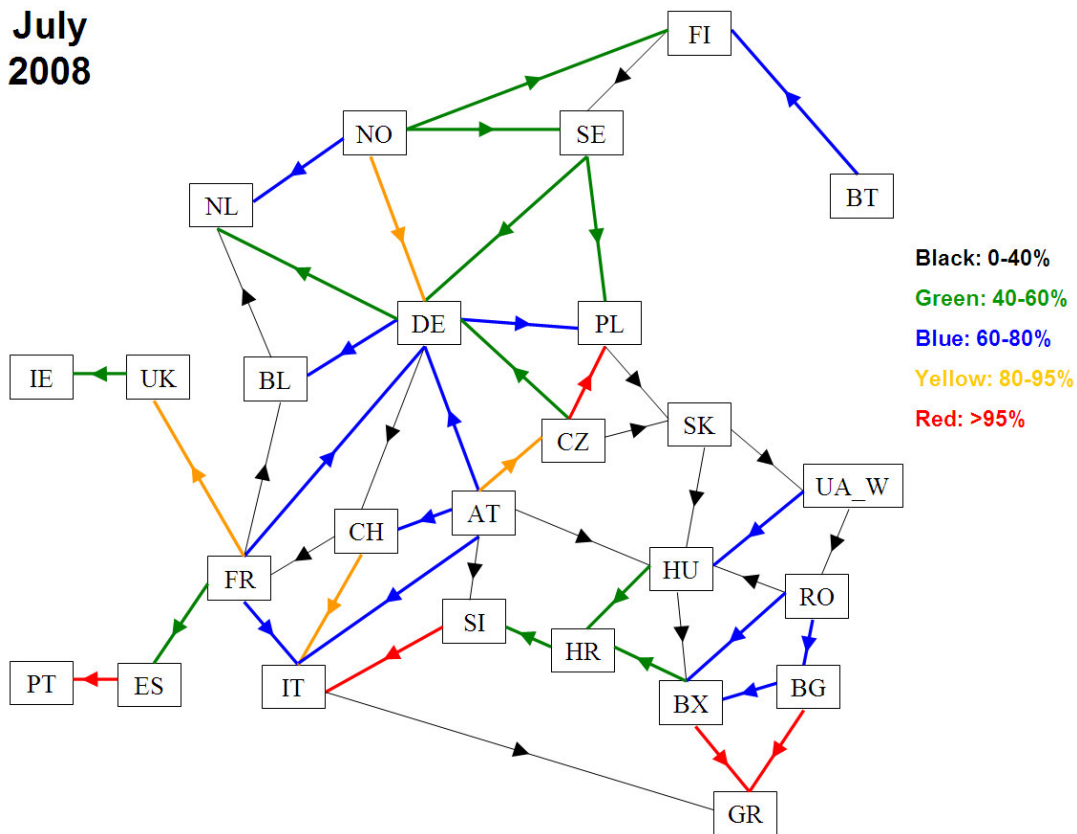 July
2008
FI
NO
SE
BT
NL
Black: 0-40%
Green: 40-60%
Blue: 60-80%
Yellow: 80-95%
Red: >95%
DE
PL
IE
UK
BL
CZ
SK
UA_W
AT
CH
FR
HU
RO
SI
HR
PT
ES
IT
BX
BG
GR